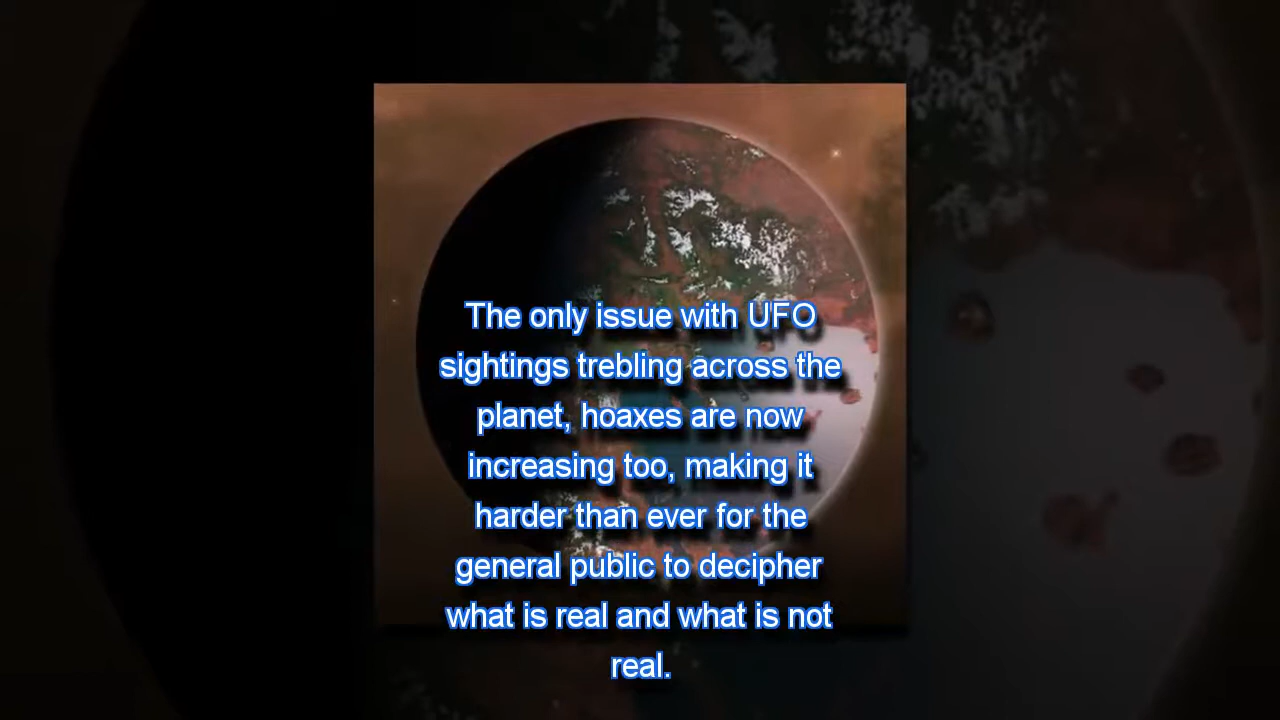 The only issue with UFO
sightings trebling across the
planet, hoaxes are now
increasing too, making it
harder than ever for the
general public to decipher
what is real and what is not
real.